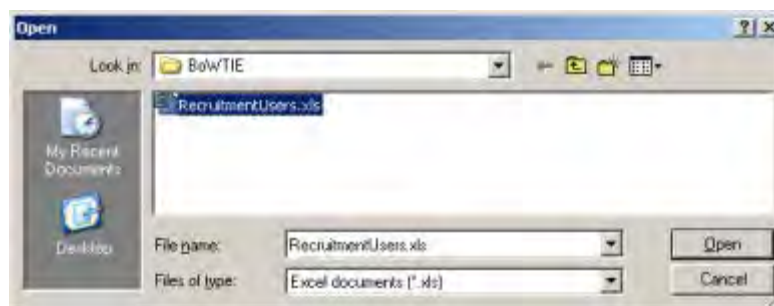 Open
Look in: BoWTIE
RecruitmentUsers.xls
My Recent
Documents
Desktop
File name: RecruitmentUsers.xls Open
Files of type: Excel documents (*.xls) Cancel